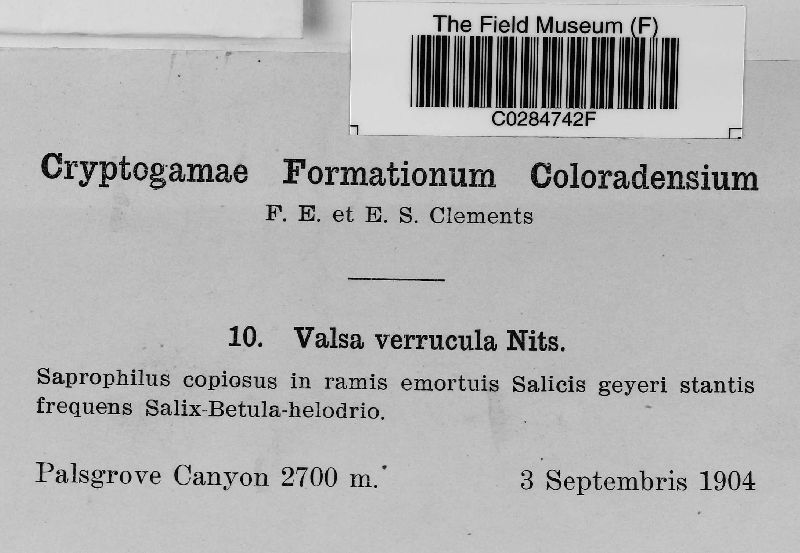 The Field Museum (F)
C0284742F
Cryptogamae Formationum Coloradensium
F. E. et E. S. Clements
10. Valsa verrucula Nits.
Saprophilus copiosus in ramis emortuis Salicis geyeri stantis
frequens Salix-Betula-helodrio.
Palsgrove Canyon 2700 m.
3 Septembris 1904